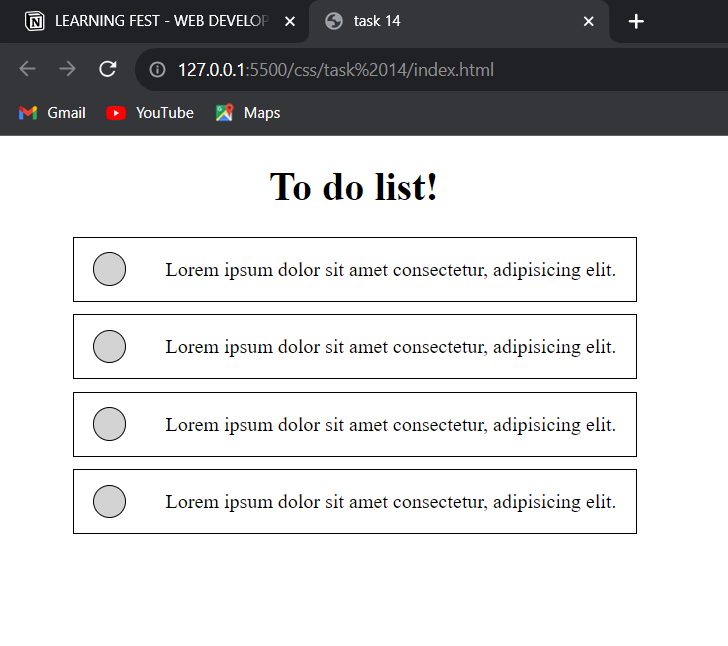 LEARNING FEST - WEB DEVELOP
task 14
127.0.0.1:5500/css/task%2014/index.html
Gmail YouTube Maps
To do list!
Lorem ipsum dolor sit amet consectetur, adipisicing elit.
Lorem ipsum dolor sit amet consectetur, adipisicing elit.
Lorem ipsum dolor sit amet consectetur, adipisicing elit.
Lorem ipsum dolor sit amet consectetur, adipisicing elit.